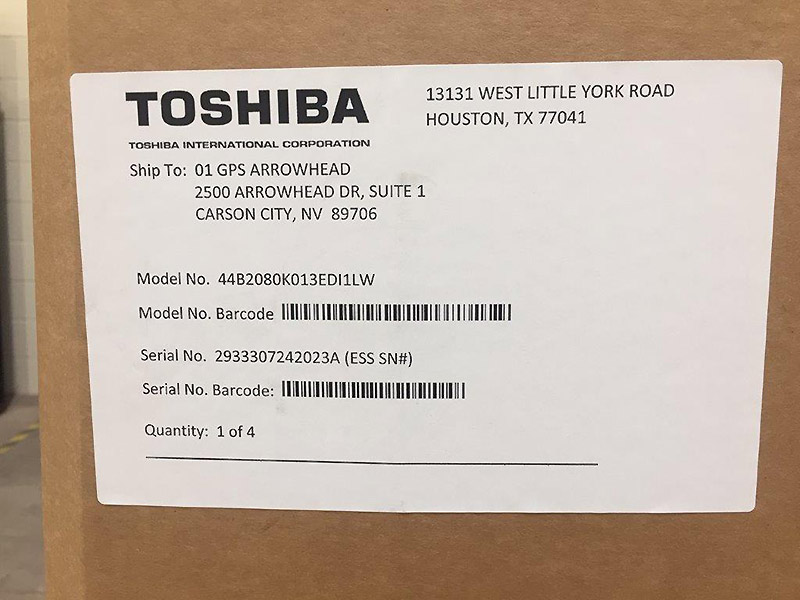 TOSHIBA
TOSHIBA INTERNATIONAL CORPORATION
13131 WEST LITTLE YORK ROAD
HOUSTON, TX 77041
Ship To: 01 GPS ARROWHEAD
2500 ARROWHEAD DR, SUITE 1
CARSON CITY, NV 89706
Model No. 44B2080K013EDI1LW
Model No. Barcode
Serial No. 2933307242023A (ESS SN#)
Serial No. Barcode:
Quantity: 1 of 4